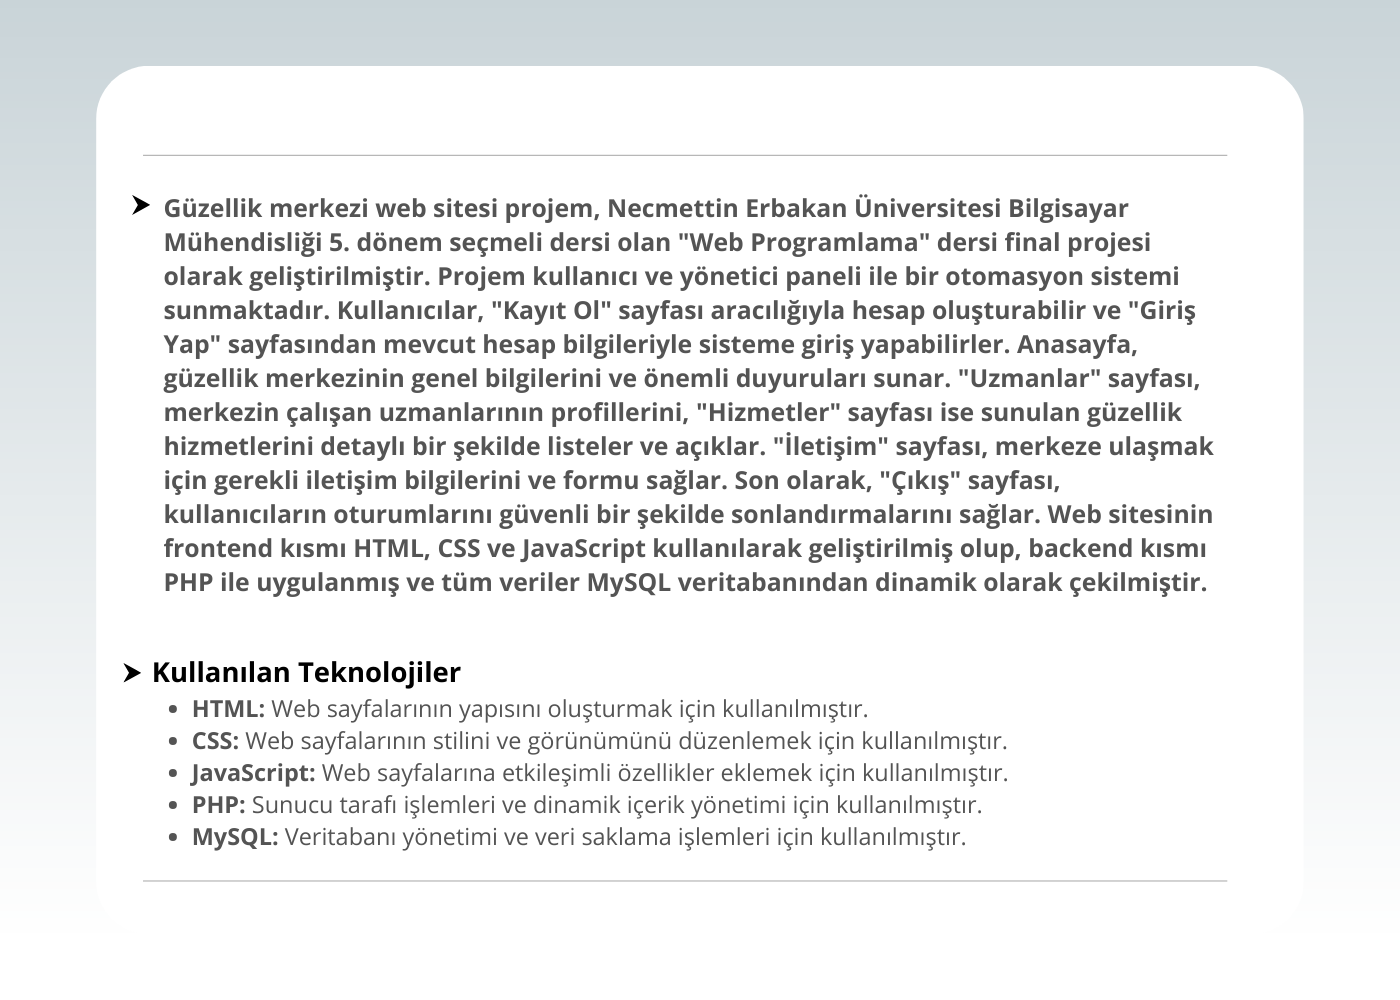 Güzellik merkezi web sitesi projem, Necmettin Erbakan Üniversitesi Bilgisayar
Mühendisliği 5. dönem seçmeli dersi olan "Web Programlama" dersi final projesi
olarak geliştirilmiştir. Projem kullanıcı ve yönetici paneli ile bir otomasyon sistemi
sunmaktadır. Kullanıcılar, "Kayıt Ol" sayfası aracılığıyla hesap oluşturabilir ve "Giriş
Yap" sayfasından mevcut hesap bilgileriyle sisteme giriş yapabilirler. Anasayfa,
güzellik merkezinin genel bilgilerini ve önemli duyuruları sunar. "Uzmanlar" sayfası,
merkezin çalışan uzmanlarının profillerini, "Hizmetler" sayfası ise sunulan güzellik
hizmetlerini detaylı bir şekilde listeler ve açıklar. "İletişim" sayfası, merkeze ulaşmak
için gerekli iletişim bilgilerini ve formu sağlar. Son olarak, "Çıkış" sayfası,
kullanıcıların oturumlarını güvenli bir şekilde sonlandırmalarını sağlar. Web sitesinin
frontend kısmı HTML, CSS ve JavaScript kullanılarak geliştirilmiş olup, backend kısmı
PHP ile uygulanmış ve tüm veriler MySQL veritabanından dinamik olarak çekilmiştir.
Kullanılan Teknolojiler
• HTML: Web sayfalarının yapısını oluşturmak için kullanılmıştır.
• CSS: Web sayfalarının stilini ve görünümünü düzenlemek için kullanılmıştır.
• JavaScript: Web sayfalarına etkileşimli özellikler eklemek için kullanılmıştır.
• PHP: Sunucu tarafı işlemleri ve dinamik içerik yönetimi için kullanılmıştır.
• MySQL: Veritabanı yönetimi ve veri saklama işlemleri için kullanılmıştır.